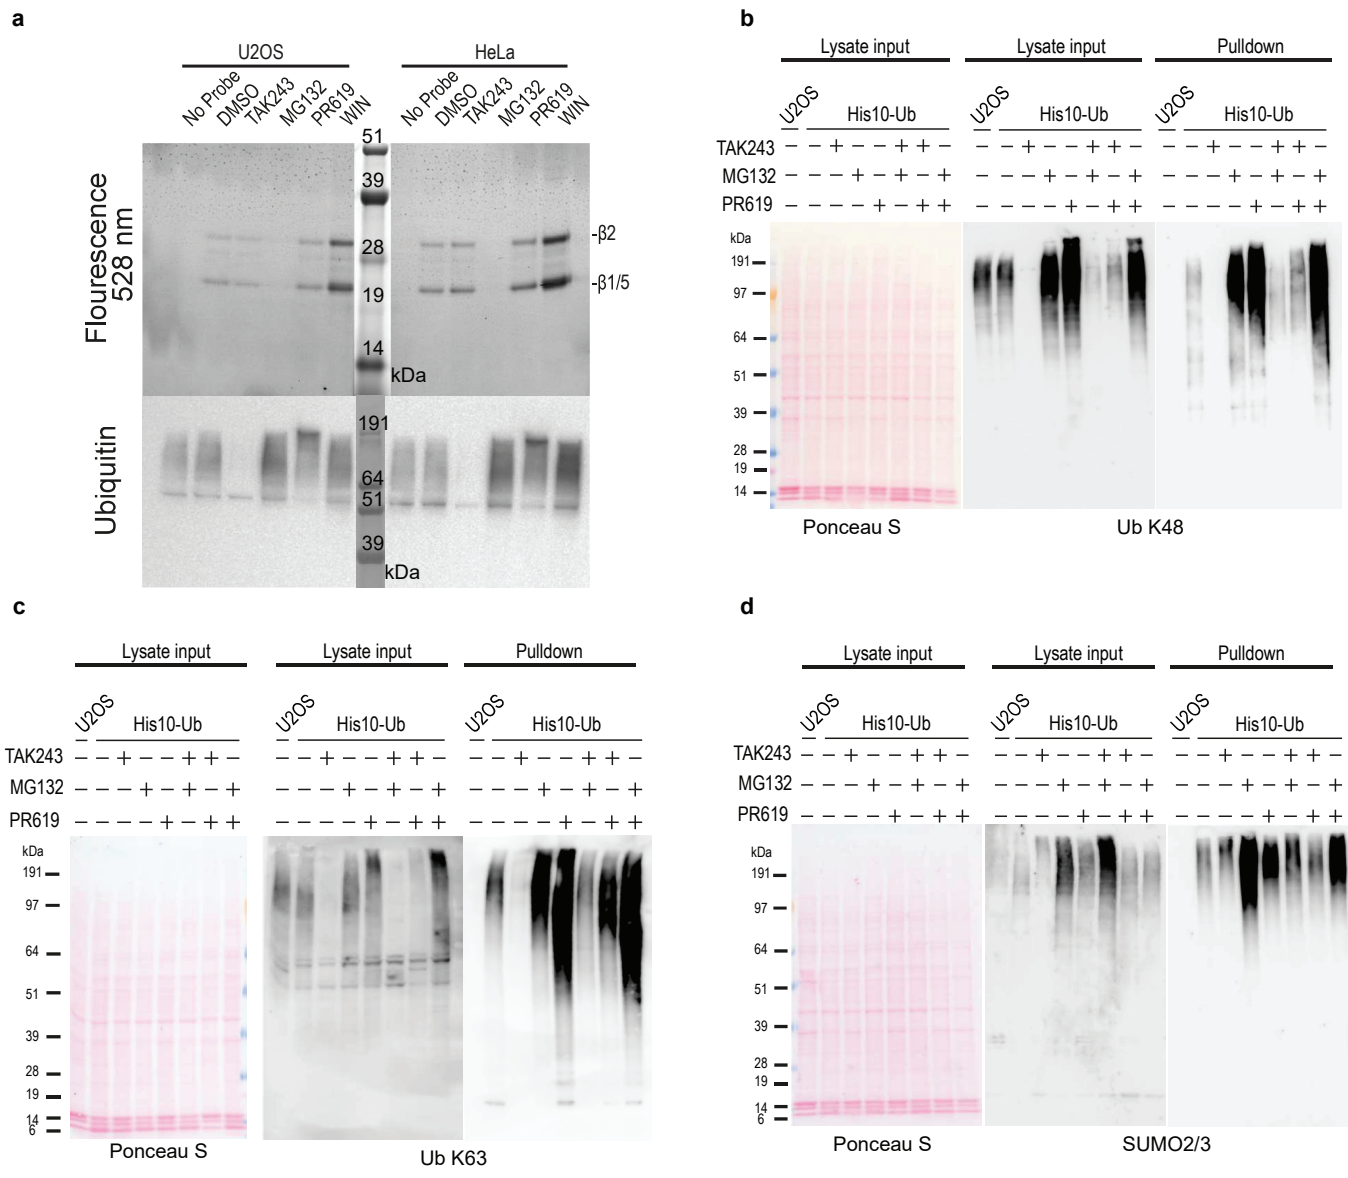 a
U2OS
HeLa
No Probe DMSO TAK243 MG132 PR619 WIN
No Probe DMSO TAK243 MG132 PR619 WIN
Flourescence
528 nm
51
39
28
19
14
kDa
-β2
-β1/5
Ubiquitin
191
64
51
39
kDa
b
Lysate input Lysate input Pulldown
U2OS His10-Ub U2OS His10-Ub U2OS His10-Ub
TAK243 – – + – – + + – – – + – – + + – – – + – – + + –
MG132 – – – + – + – + – – – + – + – + – – – + – + – +
PR619 – – – – + – + + – – – – + – + + – – – – + – + +
kDa
191
97
64
51
39
28
19
14
Ponceau S
Ub K48
c
Lysate input Lysate input Pulldown
U2OS His10-Ub U2OS His10-Ub U2OS His10-Ub
TAK243 – – + – – + + – – – + – – + + – – – + – – + + –
MG132 – – – + – + – + – – – + – + – + – – – + – + – +
PR619 – – – – + – + + – – – – + – + + – – – – + – + +
kDa
191
97
64
51
39
28
19
14
6
Ponceau S
Ub K63
d
Lysate input Lysate input Pulldown
U2OS His10-Ub U2OS His10-Ub U2OS His10-Ub
TAK243 – – + – – + + – – – + – – + + – – – + – – + + –
MG132 – – – + – + – + – – – + – + – + – – – + – + – +
PR619 – – – – + – + + – – – – + – + + – – – – + – + +
kDa
191
97
64
51
39
28
19
14
6
Ponceau S
SUMO2/3